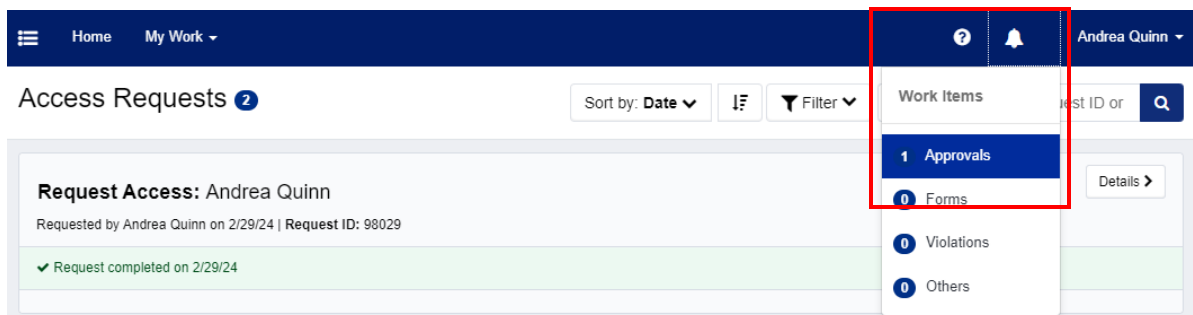 Home My Work Andrea Quinn
Access Requests 2 Sort by: Date Filter ID or
Work Items
1 Approvals
Request Access: Andrea Quinn Details
0 Forms
Requested by Andrea Quinn on 2/29/24 | Request ID: 98029
0 Violations
Request completed on 2/29/24
0 Others